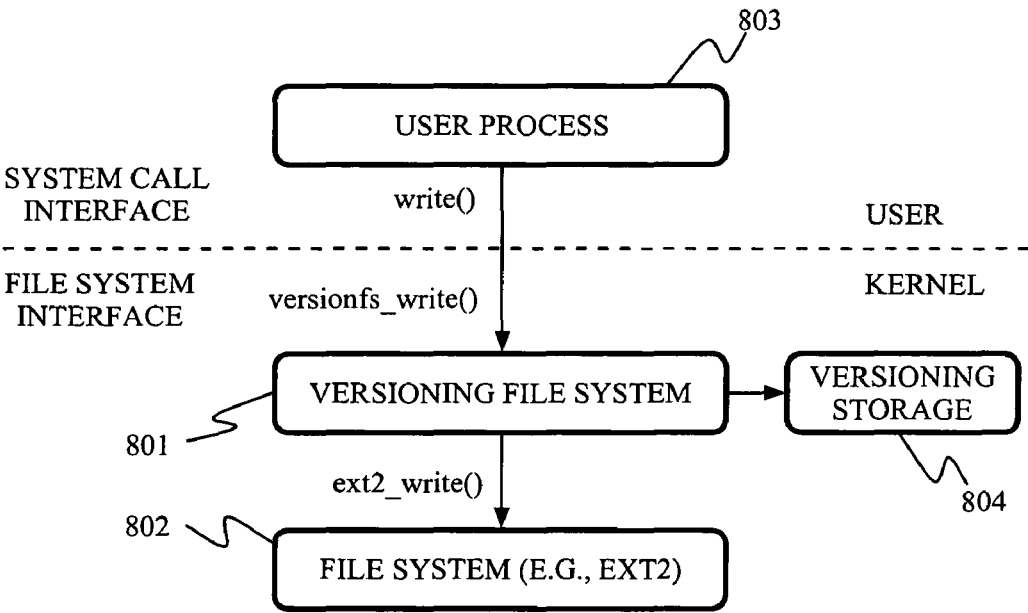 803
USER PROCESS
SYSTEM CALL
INTERFACE
write()
USER
FILE SYSTEM
INTERFACE
KERNEL
versionfs_write()
VERSIONING FILE SYSTEM
VERSIONING
STORAGE
801
ext2_write()
804
802
FILE SYSTEM (E.G., EXT2)